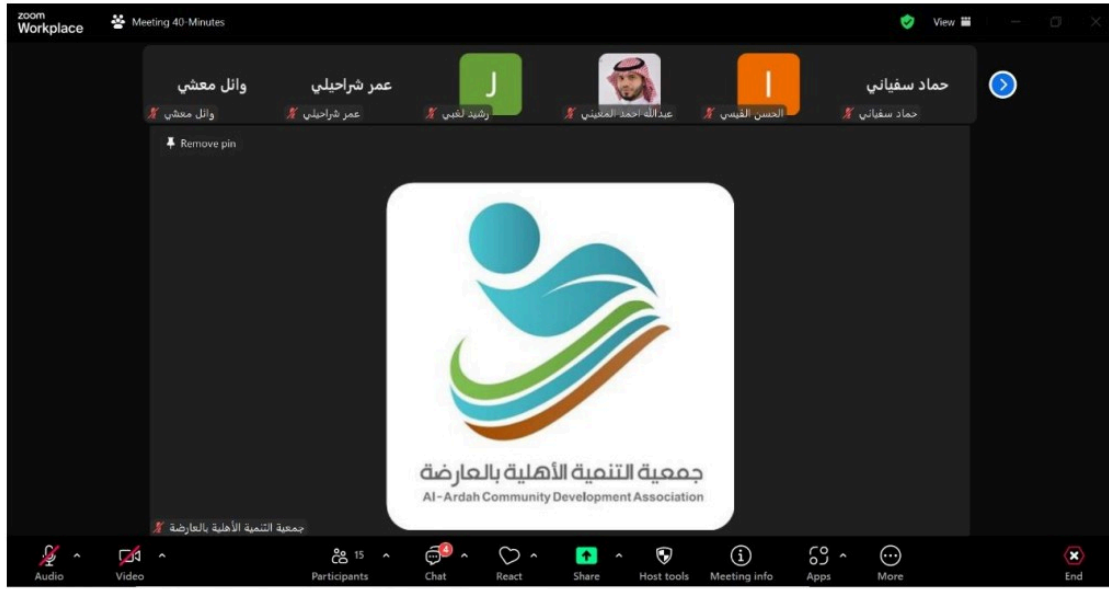 zoom
Workplace
Meeting 40-Minutes
View
وائل معشي
عمر شراحيلي
ل
ا
حماد سفياني
وائل معشي
عمر شراحيلي
رشيد لغبي
عبدالله احمد المعيني
الحسن القيسي
حماد سفياني
Remove pin
جمعية التنمية الأهلية بالعارضة
Al-Ardah Community Development Association
جمعية التنمية الأهلية بالعارضة
Audio
Video
15
Participants
4
Chat
React
Share
Host tools
Meeting info
Apps
More
End